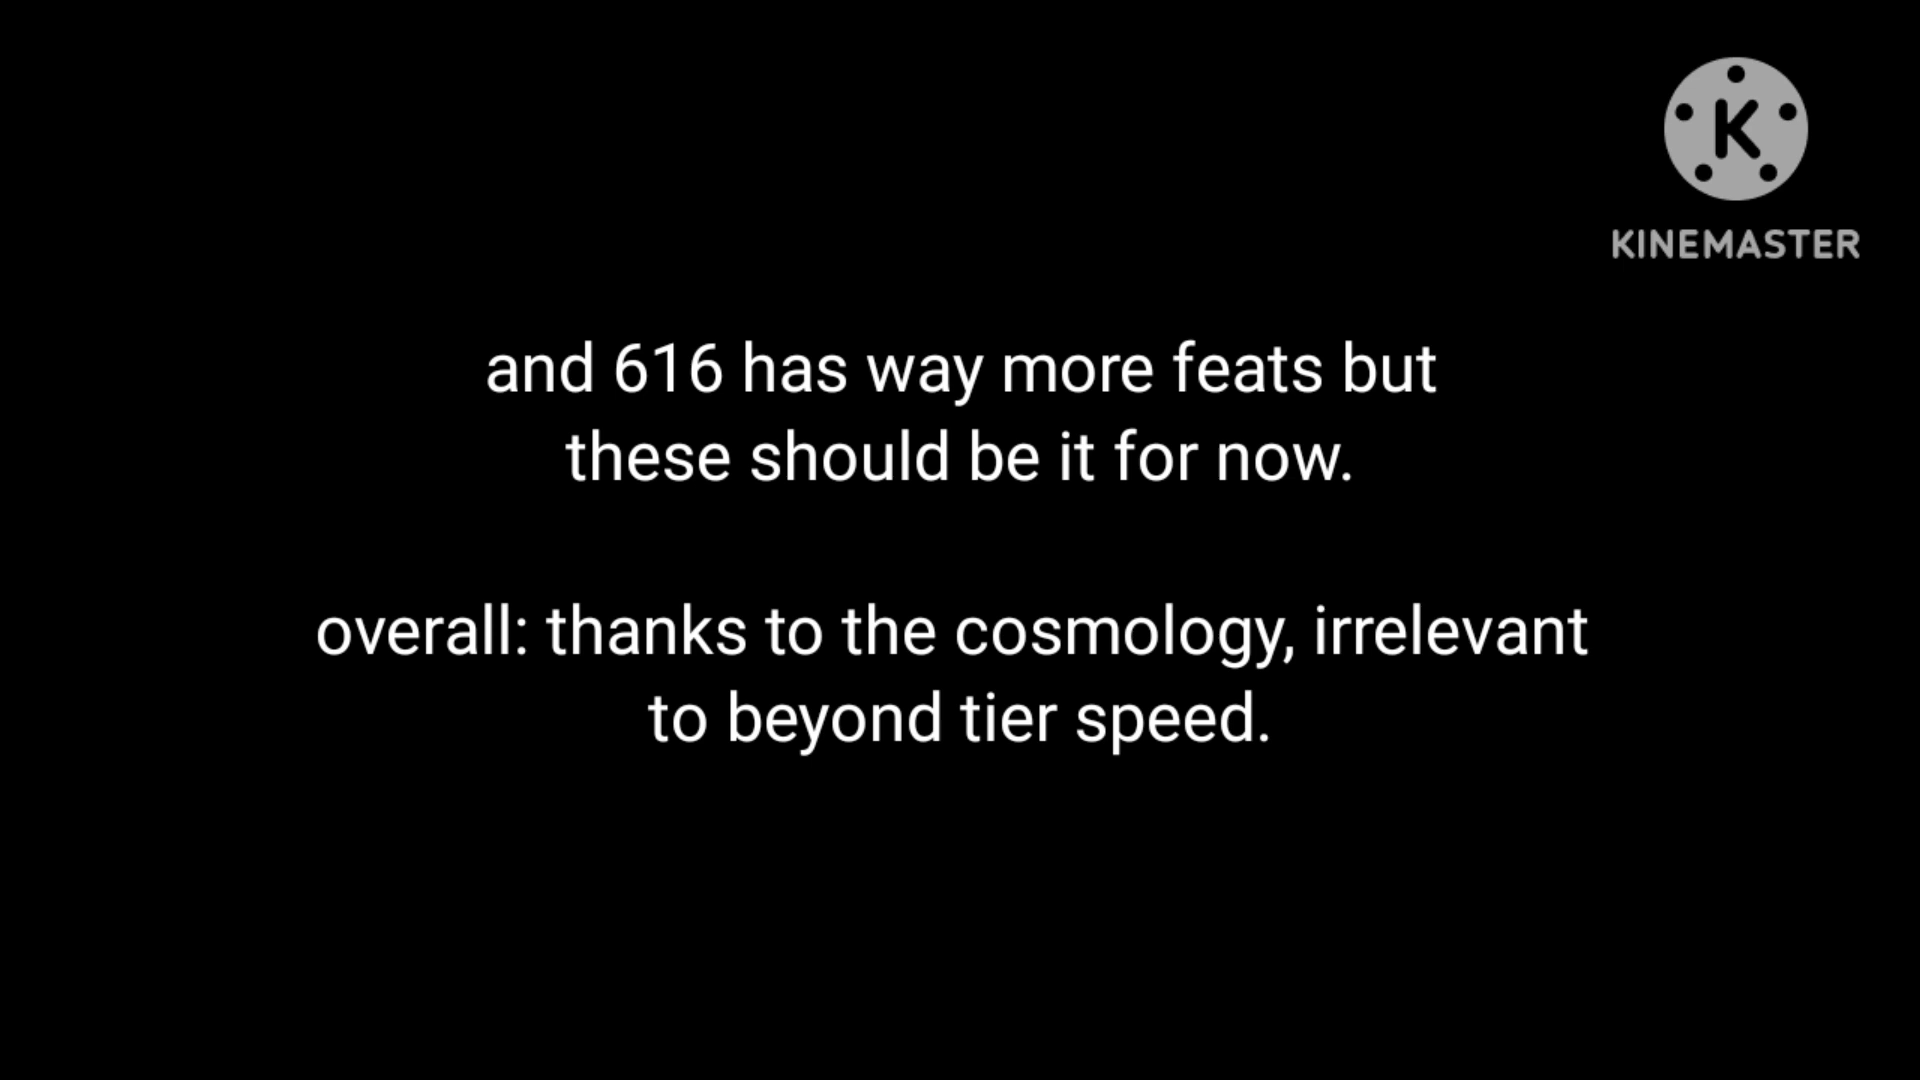 K
KINEMASTER
and 616 has way more feats but
these should be it for now.
overall: thanks to the cosmology, irrelevant
to beyond tier speed.